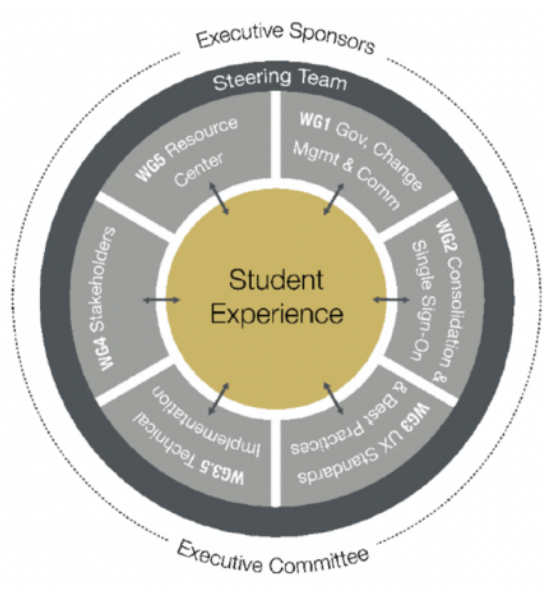 Executive Sponsors
Steering Team
WG1 Gov, Change
Mgmt & Comm
WG2 Consolidation &
Single Sign-On
WG3 UX Standards
& Best Practices
WG3.5 Technical
Implementation
WG4 Stakeholders
WG5 Resource
Center
Student
Experience
Executive Committee